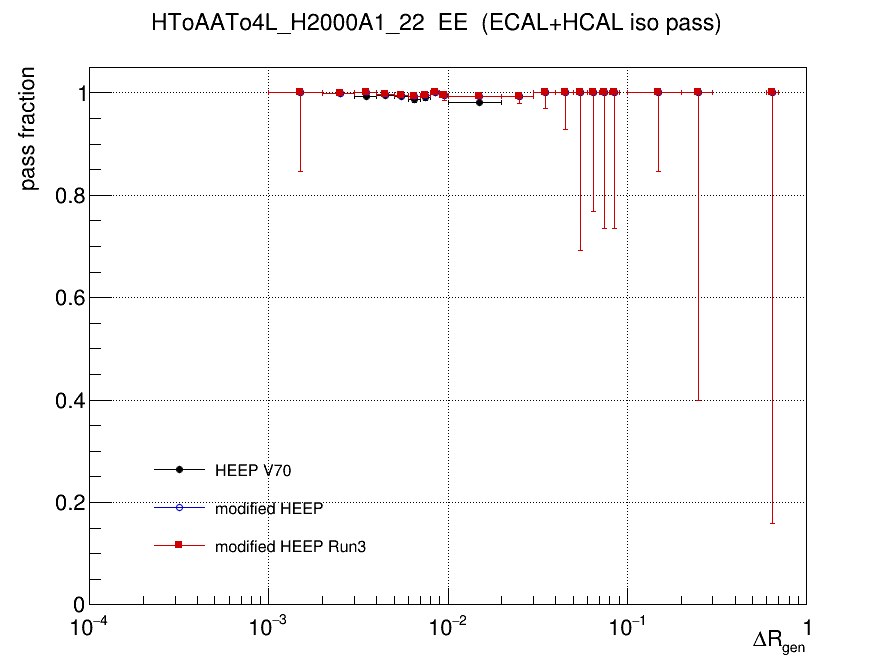 HToAATo4L_H2000A1_22 EE (ECAL+HCAL iso pass)
pass fraction
1
0.8
0.6
0.4
0.2
0
HEEP V70
modified HEEP
modified HEEP Run3
10⁻⁴ 10⁻³ 10⁻² 10⁻¹ 1
ΔR_gen